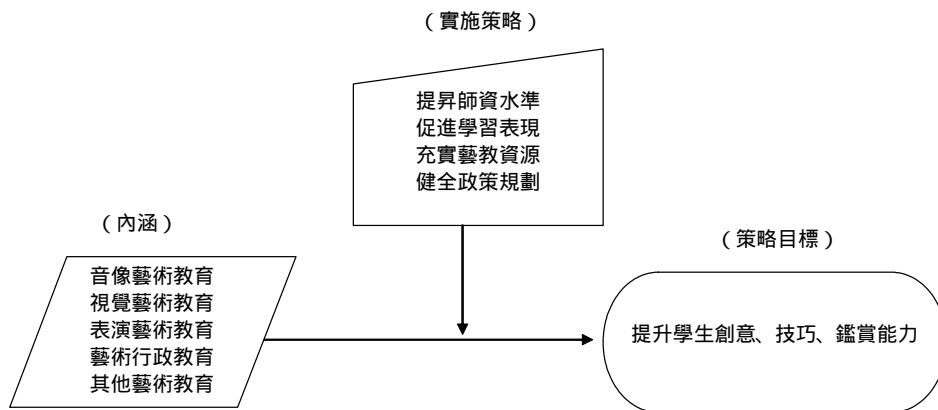 （實施策略）
提昇師資水準
促進學習表現
充實藝教資源
健全政策規劃
（內涵）
音像藝術教育
視覺藝術教育
表演藝術教育
藝術行政教育
其他藝術教育
（策略目標）
提升學生創意、技巧、鑑賞能力